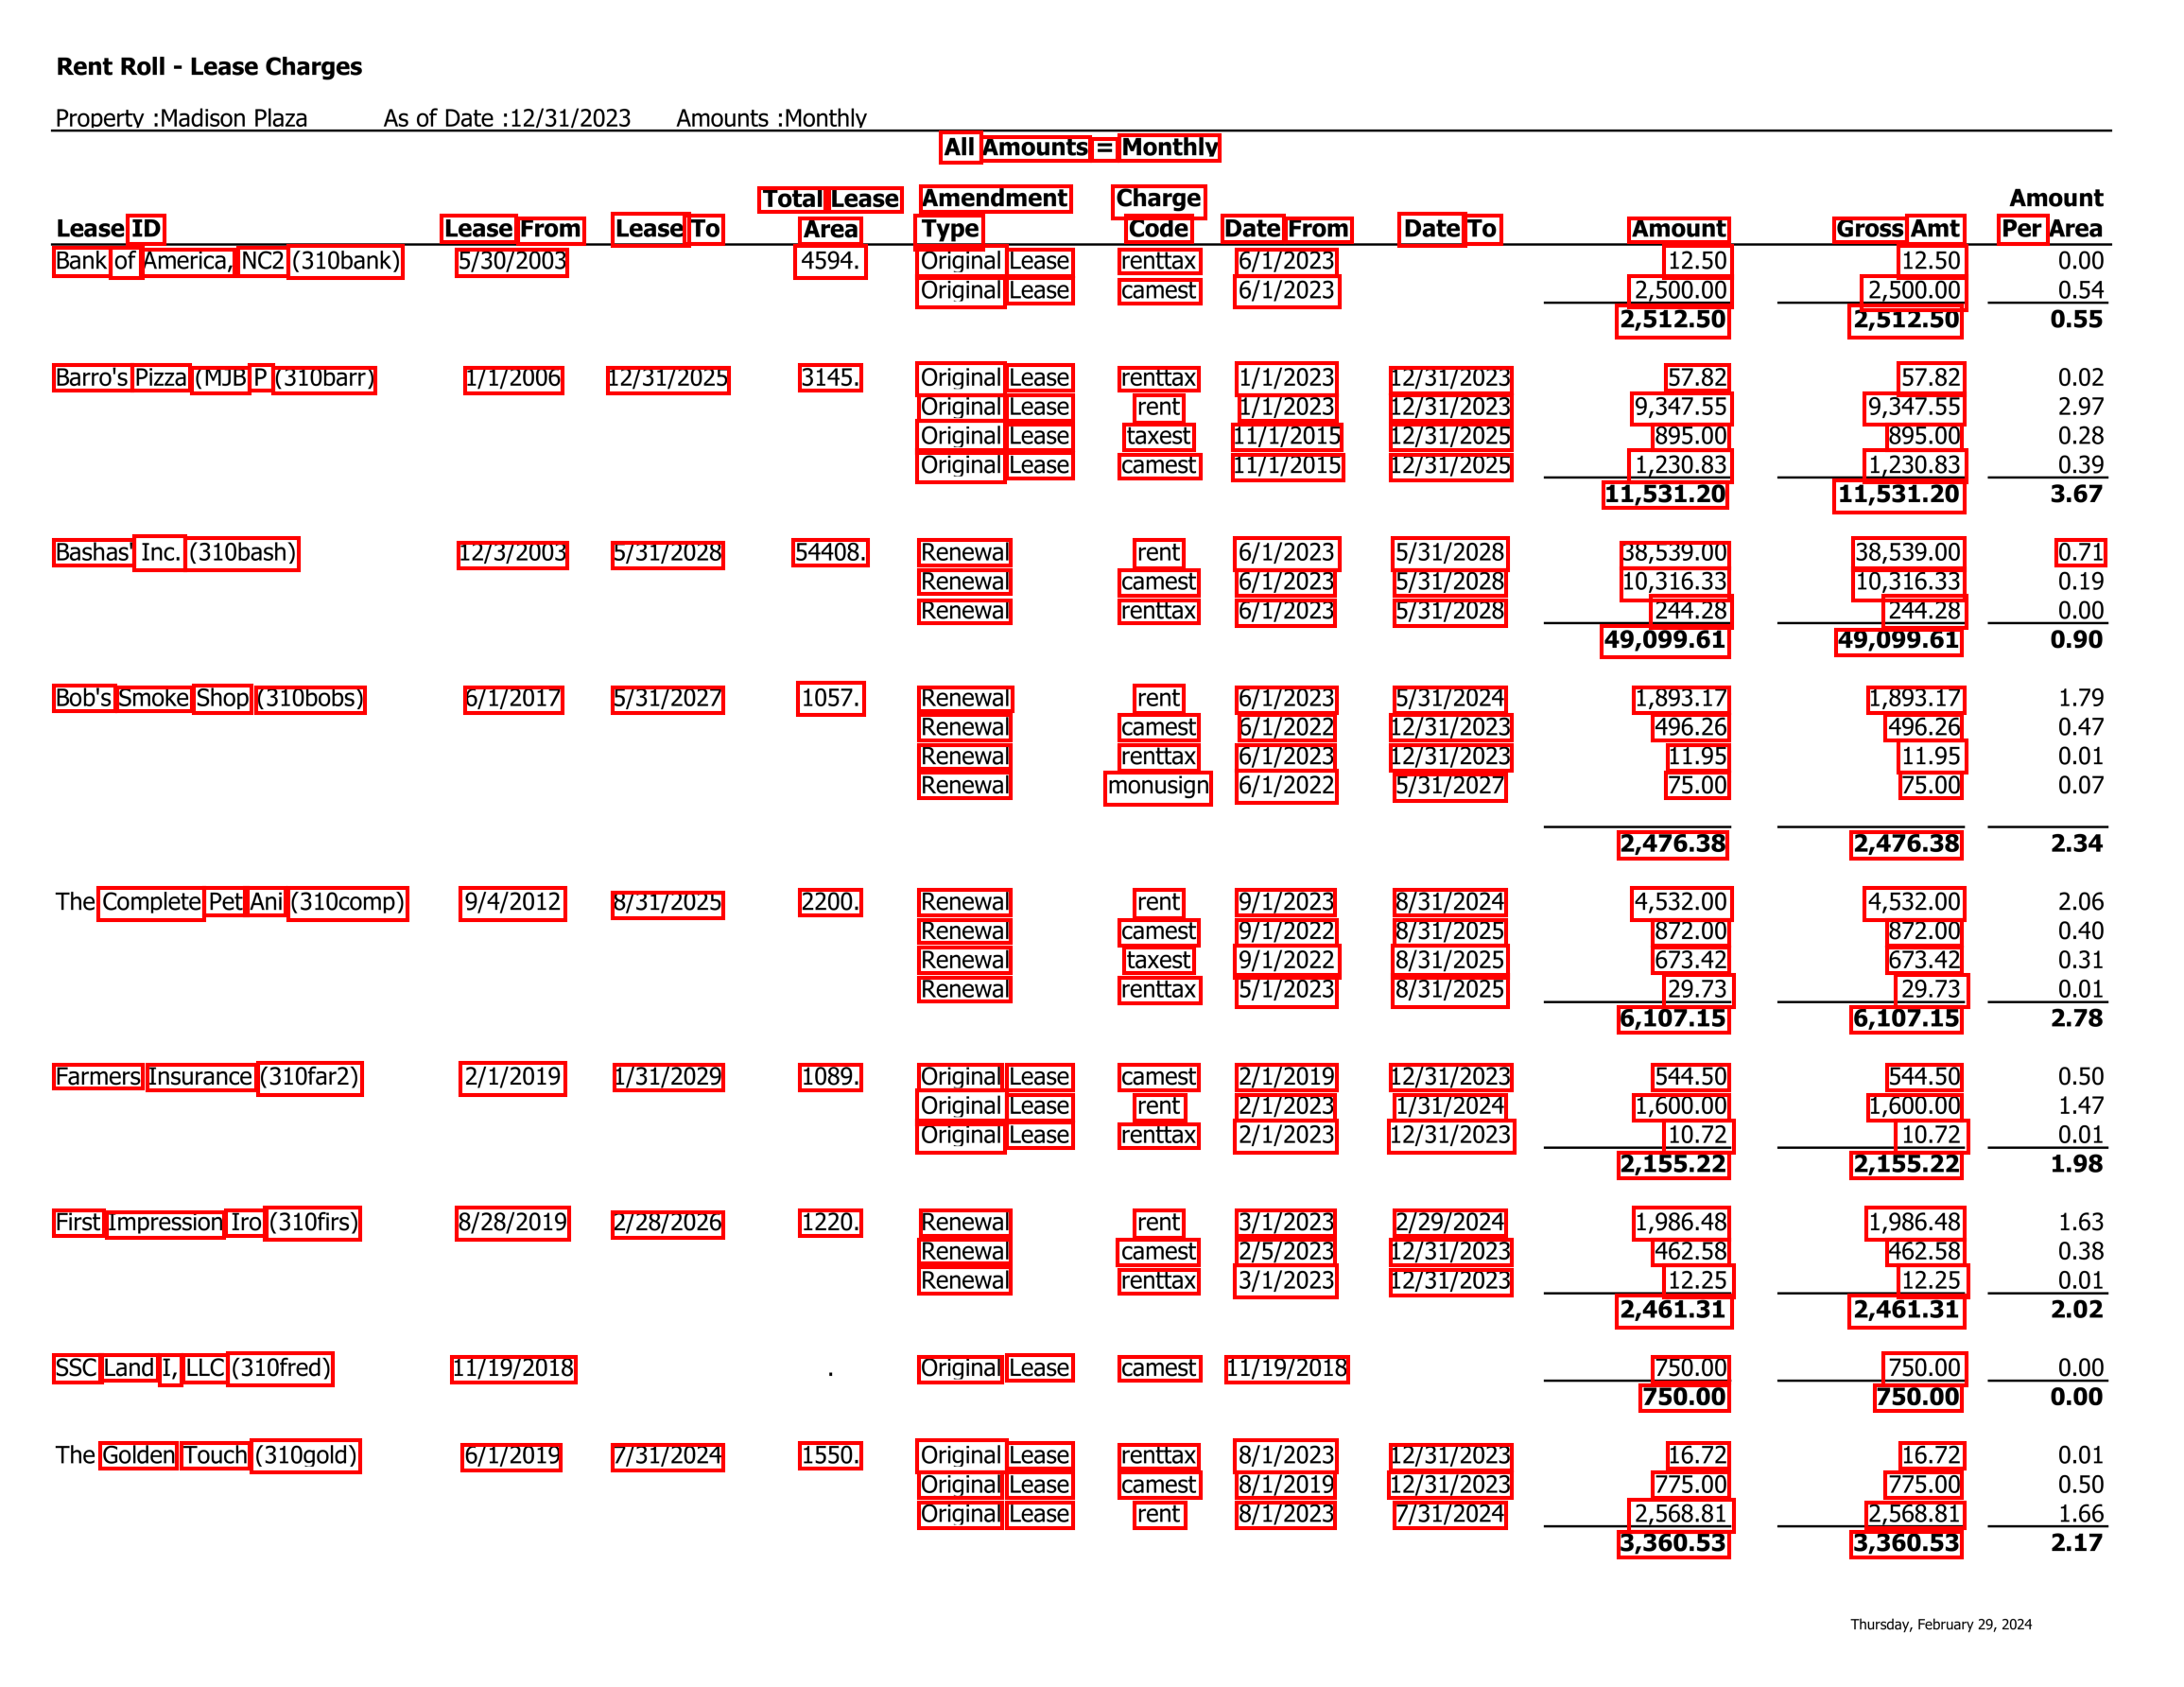 Rent Roll - Lease Charges
Property :Madison Plaza As of Date :12/31/2023 Amounts :Monthly
All Amounts = Monthly
Total Lease Amendment Charge Amount
Lease ID Lease From Lease To Area Type Code Date From Date To Amount Gross Amt Per Area
Bank of America, NC2 (310bank) 5/30/2003 4594. Original Lease renttax 6/1/2023 12.50 12.50 0.00
Original Lease camest 6/1/2023 2,500.00 2,500.00 0.54
2,512.50 2,512.50 0.55
Barro's Pizza (MJB P (310barr) 1/1/2006 12/31/2025 3145. Original Lease renttax 1/1/2023 12/31/2023 57.82 57.82 0.02
Original Lease rent 1/1/2023 12/31/2023 9,347.55 9,347.55 2.97
Original Lease taxest 11/1/2015 12/31/2025 895.00 895.00 0.28
Original Lease camest 11/1/2015 12/31/2025 1,230.83 1,230.83 0.39
11,531.20 11,531.20 3.67
Bashas' Inc. (310bash) 12/3/2003 5/31/2028 54408. Renewal rent 6/1/2023 5/31/2028 38,539.00 38,539.00 0.71
Renewal camest 6/1/2023 5/31/2028 10,316.33 10,316.33 0.19
Renewal renttax 6/1/2023 5/31/2028 244.28 244.28 0.00
49,099.61 49,099.61 0.90
Bob's Smoke Shop (310bobs) 6/1/2017 5/31/2027 1057. Renewal rent 6/1/2023 5/31/2024 1,893.17 1,893.17 1.79
Renewal camest 6/1/2022 12/31/2023 496.26 496.26 0.47
Renewal renttax 6/1/2023 12/31/2023 11.95 11.95 0.01
Renewal monusign 6/1/2022 5/31/2027 75.00 75.00 0.07
2,476.38 2,476.38 2.34
The Complete Pet Ani (310comp) 9/4/2012 8/31/2025 2200. Renewal rent 9/1/2023 8/31/2024 4,532.00 4,532.00 2.06
Renewal camest 9/1/2022 8/31/2025 872.00 872.00 0.40
Renewal taxest 9/1/2022 8/31/2025 673.42 673.42 0.31
Renewal renttax 5/1/2023 8/31/2025 29.73 29.73 0.01
6,107.15 6,107.15 2.78
Farmers Insurance (310far2) 2/1/2019 1/31/2029 1089. Original Lease camest 2/1/2019 12/31/2023 544.50 544.50 0.50
Original Lease rent 2/1/2023 1/31/2024 1,600.00 1,600.00 1.47
Original Lease renttax 2/1/2023 12/31/2023 10.72 10.72 0.01
2,155.22 2,155.22 1.98
First Impression Iro (310firs) 8/28/2019 2/28/2026 1220. Renewal rent 3/1/2023 2/29/2024 1,986.48 1,986.48 1.63
Renewal camest 2/5/2023 12/31/2023 462.58 462.58 0.38
Renewal renttax 3/1/2023 12/31/2023 12.25 12.25 0.01
2,461.31 2,461.31 2.02
SSC Land I, LLC (310fred) 11/19/2018 . Original Lease camest 11/19/2018 750.00 750.00 0.00
750.00 750.00 0.00
The Golden Touch (310gold) 6/1/2019 7/31/2024 1550. Original Lease renttax 8/1/2023 12/31/2023 16.72 16.72 0.01
Original Lease camest 8/1/2019 12/31/2023 775.00 775.00 0.50
Original Lease rent 8/1/2023 7/31/2024 2,568.81 2,568.81 1.66
3,360.53 3,360.53 2.17
Thursday, February 29, 2024